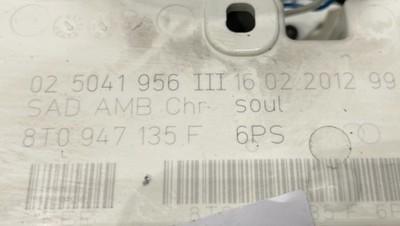 02 5041 956 III 16 02 2012 99
SAD AMB Chr soul
8T0 947 135 F 6PS